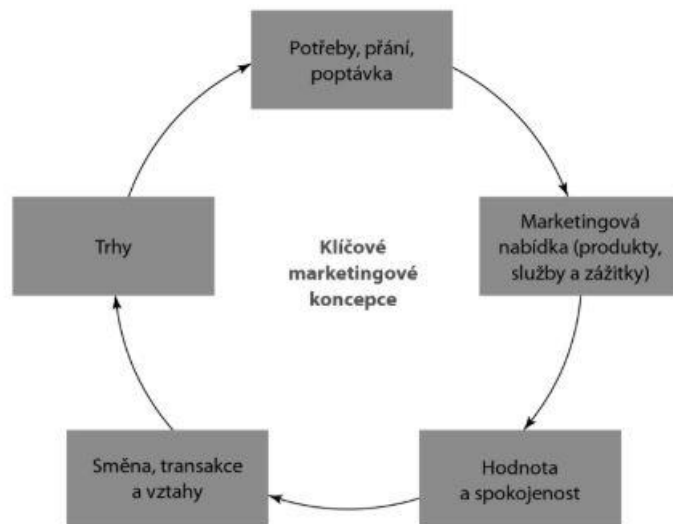 Potřeby, přání,
poptávka
Marketingová
nabídka (produkty,
služby a zážitky)
Trhy
Klíčové
marketingové
koncepce
Směna, transakce
a vztahy
Hodnota
a spokojenost